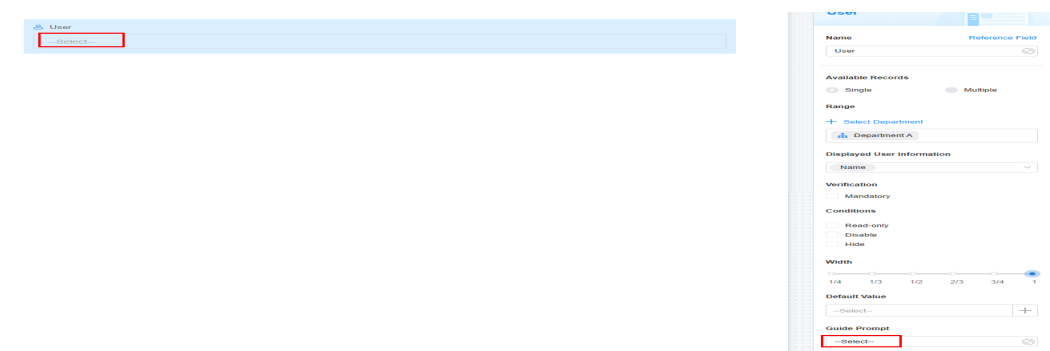 User
--Select--
User
Name Reference Field
User
Available Records
Single Multiple
Range
+ Select Department
Department A
Displayed User Information
Name
Verification
Mandatory
Conditions
Read-only
Disable
Hide
Width
1/4 1/3 1/2 2/3 3/4 1
Default Value
--Select--
Guide Prompt
--Select--